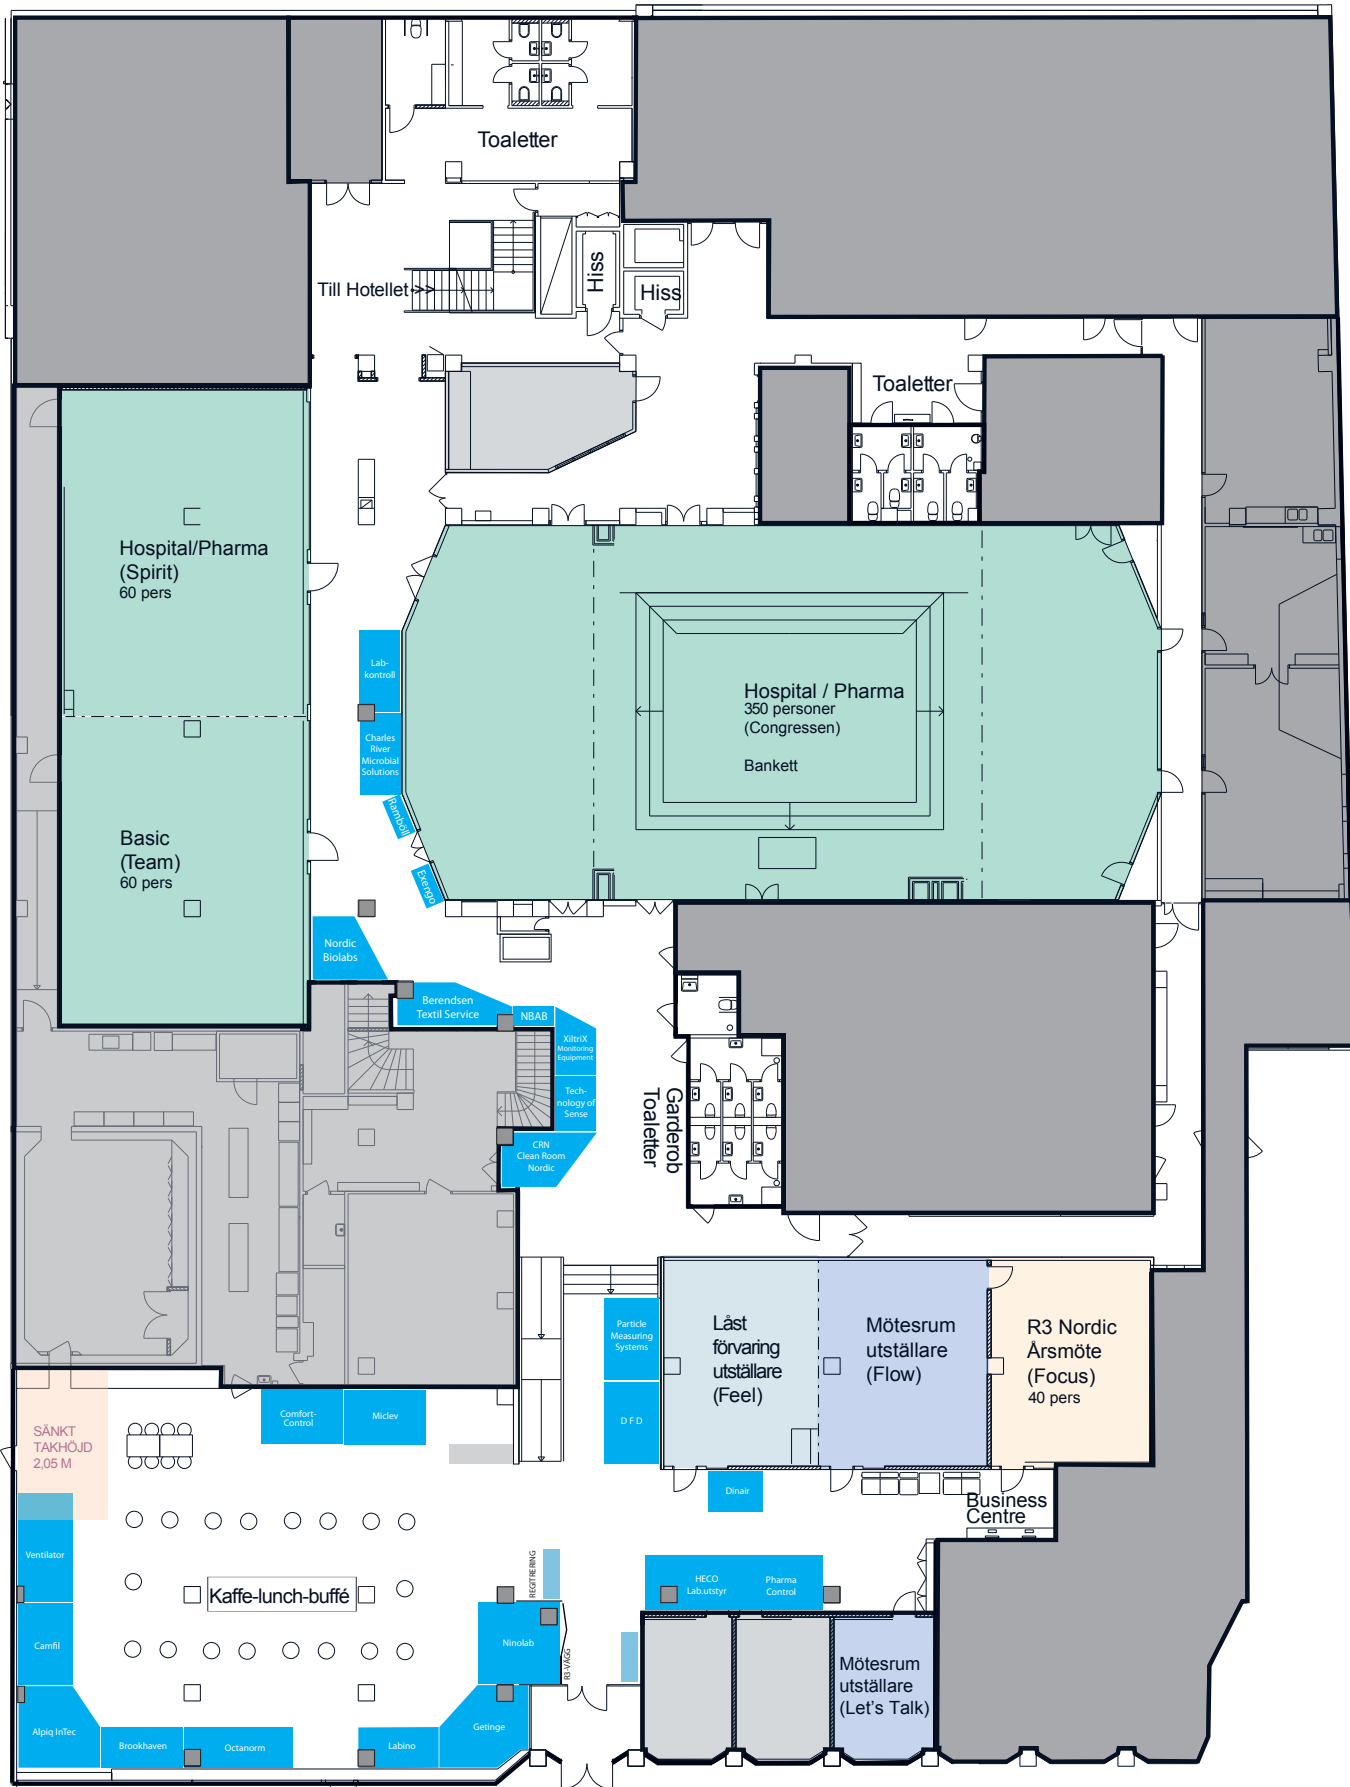 Toaletter
Till Hotellet >>
Hiss
Hiss
Toaletter
Hospital/Pharma
(Spirit)
60 pers
Lab-
kontroll
Charles
River
Microbial
Solutions
Ramböll
Exengo
Hospital / Pharma
350 personer
(Congressen)
Bankett
Basic
(Team)
60 pers
Nordic
Biolabs
Berendsen
Textil Service
NBAB
XiltriX
Monitoring
Equipment
Tech-
nology of
Sense
CRN
Clean Room
Nordic
Garderob
Toaletter
Particle
Measuring
Systems
D F D
Låst
förvaring
utställare
(Feel)
Mötesrum
utställare
(Flow)
R3 Nordic
Årsmöte
(Focus)
40 pers
SÄNKT
TAKHÖJD
2,05 M
Comfort-
Control
Miclev
Dinair
Business
Centre
Ventilator
Kaffe-lunch-buffé
REGITRERING
HECO
Lab.utstyr
Pharma
Control
Camfil
Ninolab
R3-VÄGG
Mötesrum
utställare
(Let's Talk)
Alpiq InTec
Brookhaven
Octanorm
Labino
Getinge